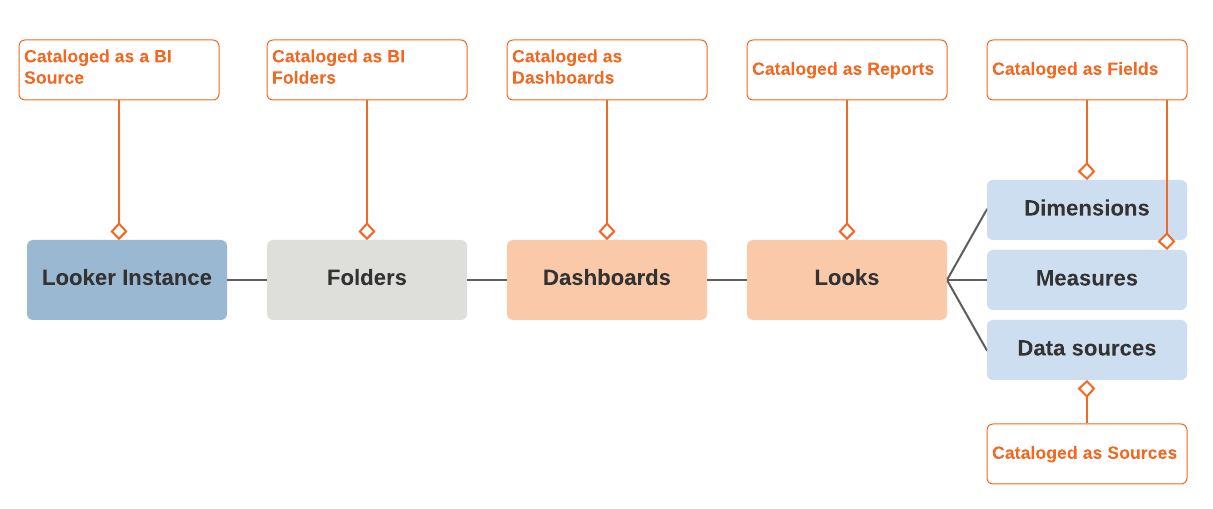 Cataloged as a BI
Source
Cataloged as BI
Folders
Cataloged as
Dashboards
Cataloged as Reports
Cataloged as Fields
Looker Instance
Folders
Dashboards
Looks
Dimensions
Measures
Data sources
Cataloged as Sources